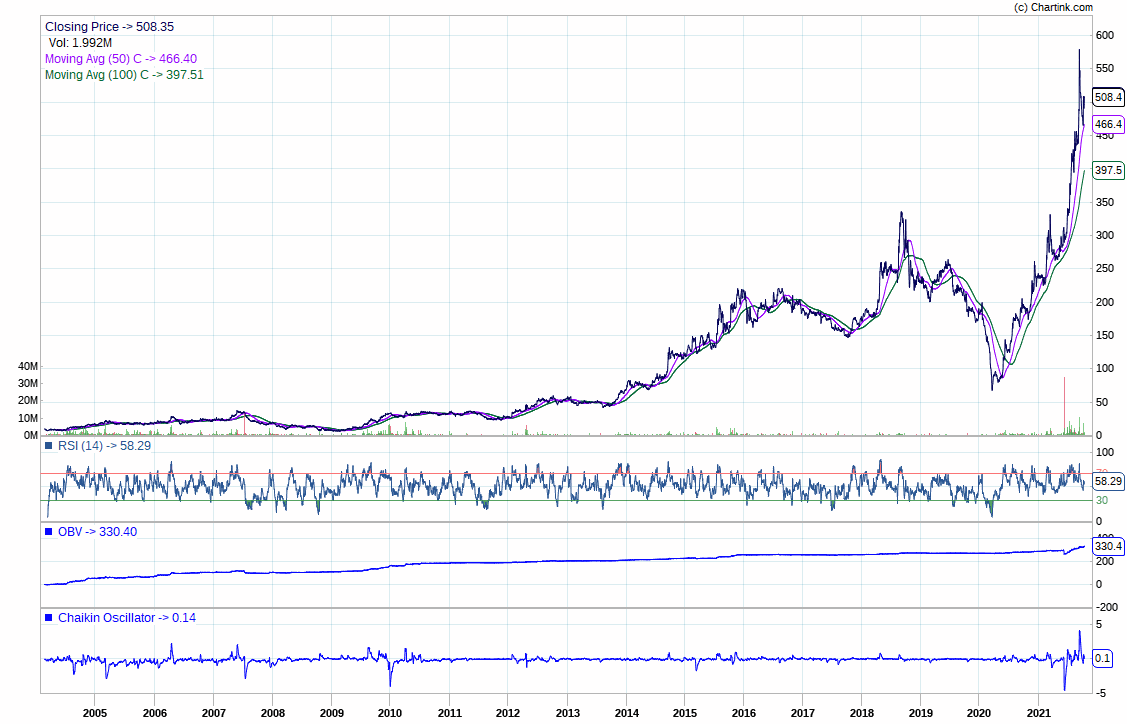 (c) Chartink.com
Closing Price -> 508.35
Vol: 1.992M
Moving Avg (50) C -> 466.40
Moving Avg (100) C -> 397.51
600
550
508.4
466.4
450
397.5
350
300
250
200
150
100
50
0
40M
30M
20M
10M
0M
RSI (14) -> 58.29
100
70
58.29
30
0
OBV -> 330.40
400
330.4
200
0
-200
Chaikin Oscillator -> 0.14
5
0.1
-5
2005 2006 2007 2008 2009 2010 2011 2012 2013 2014 2015 2016 2017 2018 2019 2020 2021